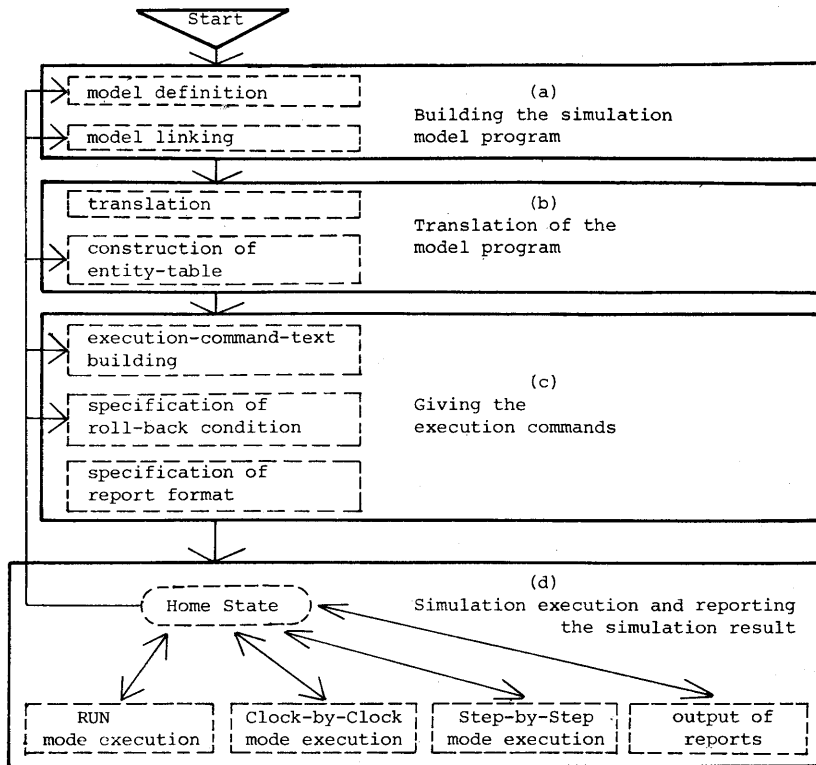 Start
model definition
model linking
(a)
Building the simulation
model program
translation
construction of
entity-table
(b)
Translation of the
model program
execution-command-text
building
specification of
roll-back condition
specification of
report format
(c)
Giving the
execution commands
(d)
Simulation execution and reporting
the simulation result
Home State
RUN
mode execution
Clock-by-Clock
mode execution
Step-by-Step
mode execution
output of
reports